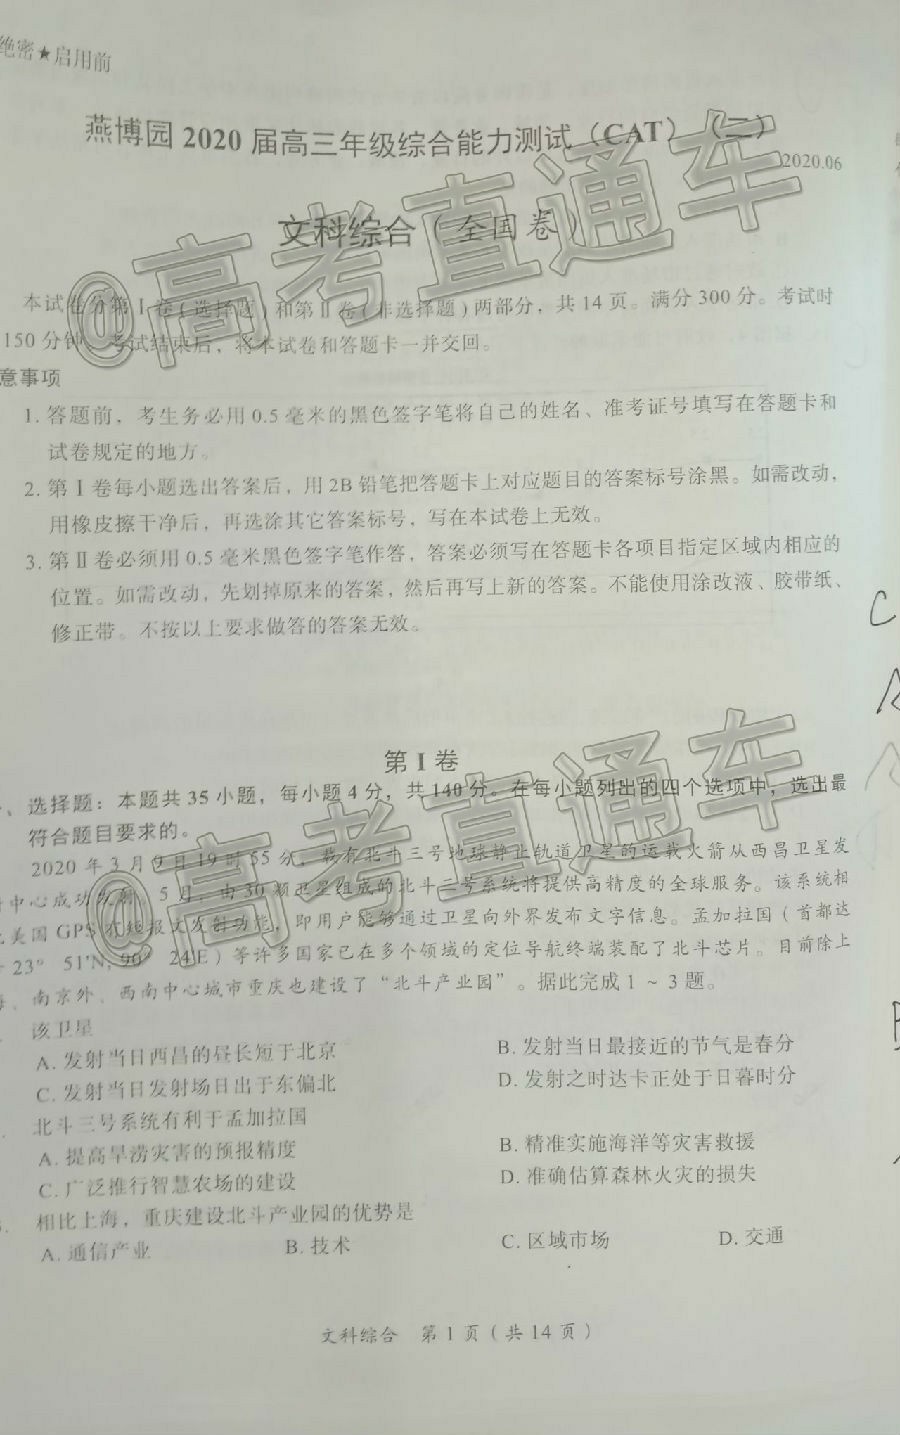 绝密★启用前
燕博园2020届高三年级综合能力测试(CAT)(二)
2020.06
文科综合(全国卷)
本试卷分第Ⅰ卷(选择题)和第Ⅱ卷(非选择题)两部分，共14页。满分300分。考试时
150分钟。考试结束后，将本试卷和答题卡一并交回。
意事项
1. 答题前，考生务必用0.5毫米的黑色签字笔将自己的姓名、准考证号填写在答题卡和
试卷规定的地方。
2. 第Ⅰ卷每小题选出答案后，用2B铅笔把答题卡上对应题目的答案标号涂黑。如需改动，
用橡皮擦干净后，再选涂其它答案标号，写在本试卷上无效。
3. 第Ⅱ卷必须用0.5毫米黑色签字笔作答，答案必须写在答题卡各项目指定区域内相应的
位置。如需改动，先划掉原来的答案，然后再写上新的答案。不能使用涂改液、胶带纸、
修正带。不按以上要求做答的答案无效。
第Ⅰ卷
、选择题：本题共35小题，每小题4分，共140分。在每小题列出的四个选项中，选出最
符合题目要求的。
2020年3月9日19时55分，载有北斗三号地球静止轨道卫星的运载火箭从西昌卫星发
射中心成功发射，5月，由30颗卫星组成的北斗三号系统将提供高精度的全球服务。该系统相
比美国GPS有短报文发射功能，即用户能够通过卫星向外界发布文字信息。孟加拉国(首都达
卡23° 51'N, 90° 24'E)等许多国家已在多个领域的定位导航终端装配了北斗芯片。目前除上
海、南京外、西南中心城市重庆也建设了“北斗产业园”。据此完成1～3题。
该卫星
A. 发射当日西昌的昼长短于北京
B. 发射当日最接近的节气是春分
C. 发射当日发射场日出于东偏北
D. 发射之时达卡正处于日暮时分
北斗三号系统有利于孟加拉国
A. 提高旱涝灾害的预报精度
B. 精准实施海洋等灾害救援
C. 广泛推行智慧农场的建设
D. 准确估算森林火灾的损失
3. 相比上海，重庆建设北斗产业园的优势是
A. 通信产业
B. 技术
C. 区域市场
D. 交通
文科综合 第1页(共14页)
@高考直通车
@高考直通车
C
A